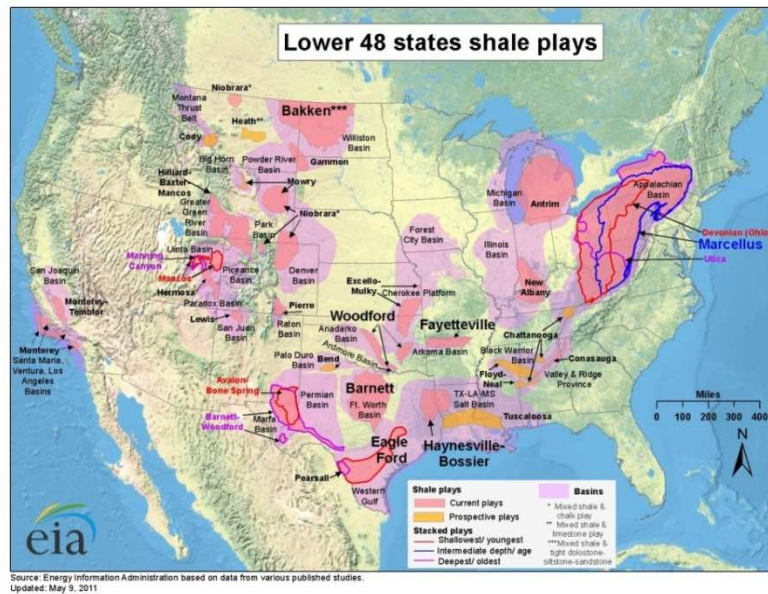 Lower 48 states shale plays
Niobrara*
Montana
Thrust
Belt
Bakken***
Heath**
Cody
Williston
Basin
Big Horn
Basin
Powder River
Basin
Gammon
Hilliard-
Baxter-
Mancos
Mowry
Greater
Green
River
Basin
Park
Basin
Niobrara*
Michigan
Basin
Antrim
Appalachian
Basin
Devonian (Ohio
Marcellus
Utica
Forest
City Basin
Illinois
Basin
Uinta Basin
Manning
Canyon
Mancos
Piceance
Basin
Denver
Basin
San Joaquin
Basin
Monterey-
Temblor
Hermosa
Paradox Basin
Excello-
Mulky
Cherokee Platform
New
Albany
Lewis
San Juan
Basin
Pierre
Raton
Basin
Woodford
Anadarko
Basin
Fayetteville
Chattanooga
Monterey
Santa Maria,
Ventura, Los
Angeles
Basins
Palo Duro
Basin
Bend
Ardmore Basin
Arkoma Basin
Black Warrior
Basin
Conasauga
Floyd-
Neal
Valley & Ridge
Province
Avalon-
Bone Spring
Permian
Basin
Barnett
Ft. Worth
Basin
TX-LA-MS
Salt Basin
Tuscaloosa
Barnett-
Woodford
Marfa
Basin
Eagle
Ford
Haynesville-
Bossier
Pearsall
Western
Gulf
Miles
0 100 200 300 400
N
Shale plays
Current plays
Prospective plays
Stacked plays
Shallowest/ youngest
Intermediate depth/ age
Deepest/ oldest
Basins
* Mixed shale &
chalk play
** Mixed shale &
limestone play
***Mixed shale &
tight dolostone-
siltstone-sandstone
eia
Source: Energy Information Administration based on data from various published studies.
Updated: May 9, 2011